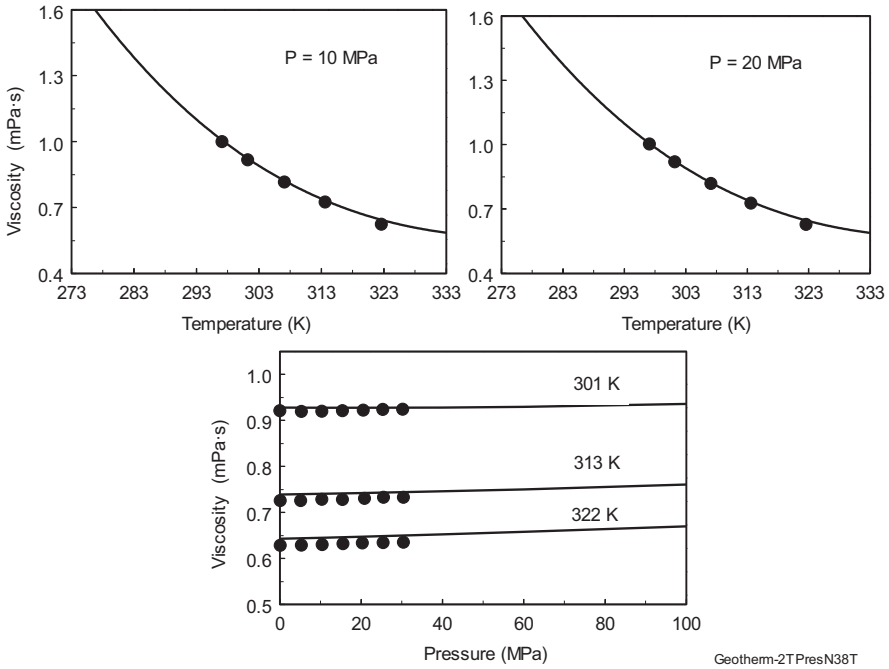 1.6
1.3
1.0
0.7
0.4
Viscosity (mPa·s)
P = 10 MPa
273 283 293 303 313 323 333
Temperature (K)
1.6
1.3
1.0
0.7
0.4
P = 20 MPa
273 283 293 303 313 323 333
Temperature (K)
1.0
0.9
0.8
0.7
0.6
0.5
Viscosity (mPa·s)
301 K
313 K
322 K
0 20 40 60 80 100
Pressure (MPa)
Geotherm-2TPresN38T